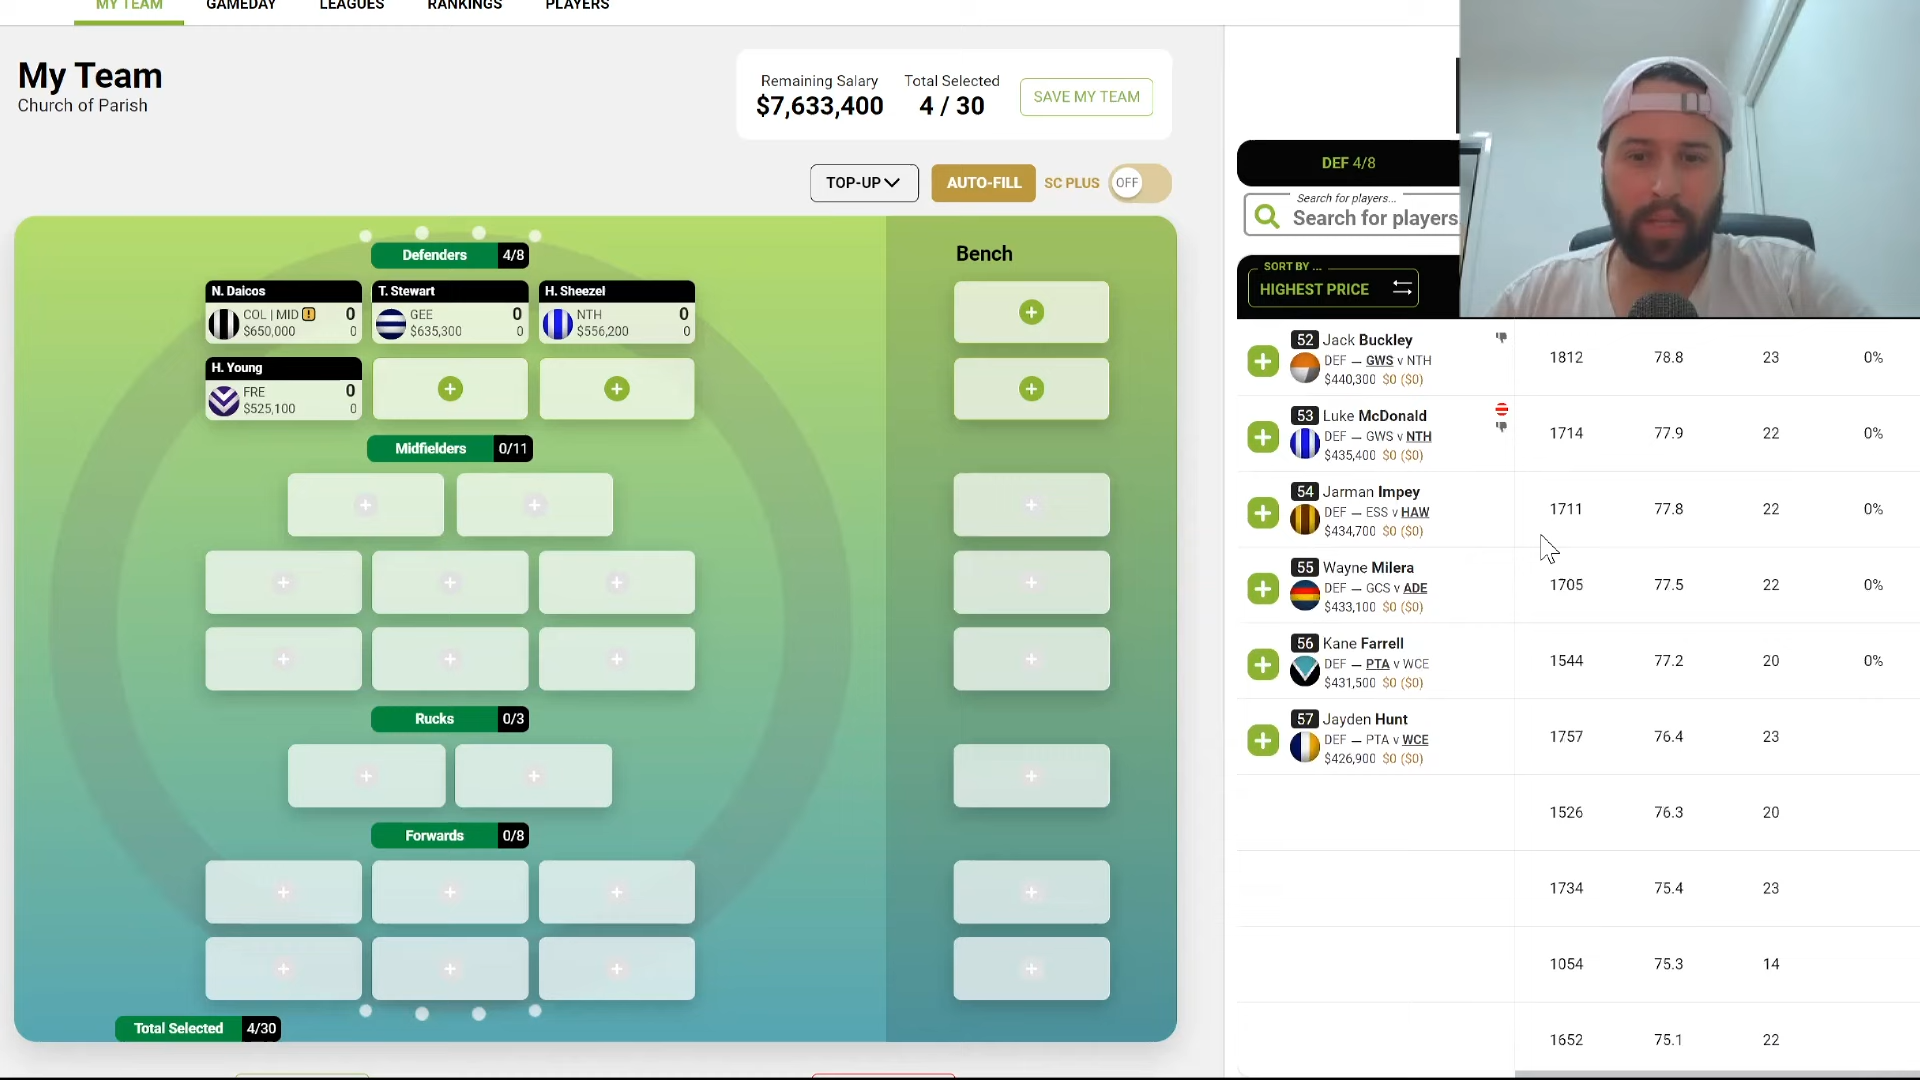 MY TEAM GAMEDAY LEAGUES RANKINGS PLAYERS
My Team
Church of Parish
Remaining Salary
$7,633,400
Total Selected
4 / 30
SAVE MY TEAM
TOP-UP
AUTO-FILL
SC PLUS
OFF
Defenders 4/8
Bench
N. Daicos
COL | MID 0
$650,000 0
T. Stewart
GEE 0
$635,300 0
H. Sheezel
NTH 0
$556,200 0
H. Young
FRE 0
$525,100 0
Midfielders 0/11
Rucks 0/3
Forwards 0/8
Total Selected 4/30
DEF 4/8
Search for players...
Search for players
SORT BY ...
HIGHEST PRICE
52 Jack Buckley
DEF — GWS v NTH
$440,300 $0 ($0)
1812 78.8 23 0%
53 Luke McDonald
DEF — GWS v NTH
$435,400 $0 ($0)
1714 77.9 22 0%
54 Jarman Impey
DEF — ESS v HAW
$434,700 $0 ($0)
1711 77.8 22 0%
55 Wayne Milera
DEF — GCS v ADE
$433,100 $0 ($0)
1705 77.5 22 0%
56 Kane Farrell
DEF — PTA v WCE
$431,500 $0 ($0)
1544 77.2 20 0%
57 Jayden Hunt
DEF — PTA v WCE
$426,900 $0 ($0)
1757 76.4 23
1526 76.3 20
1734 75.4 23
1054 75.3 14
1652 75.1 22